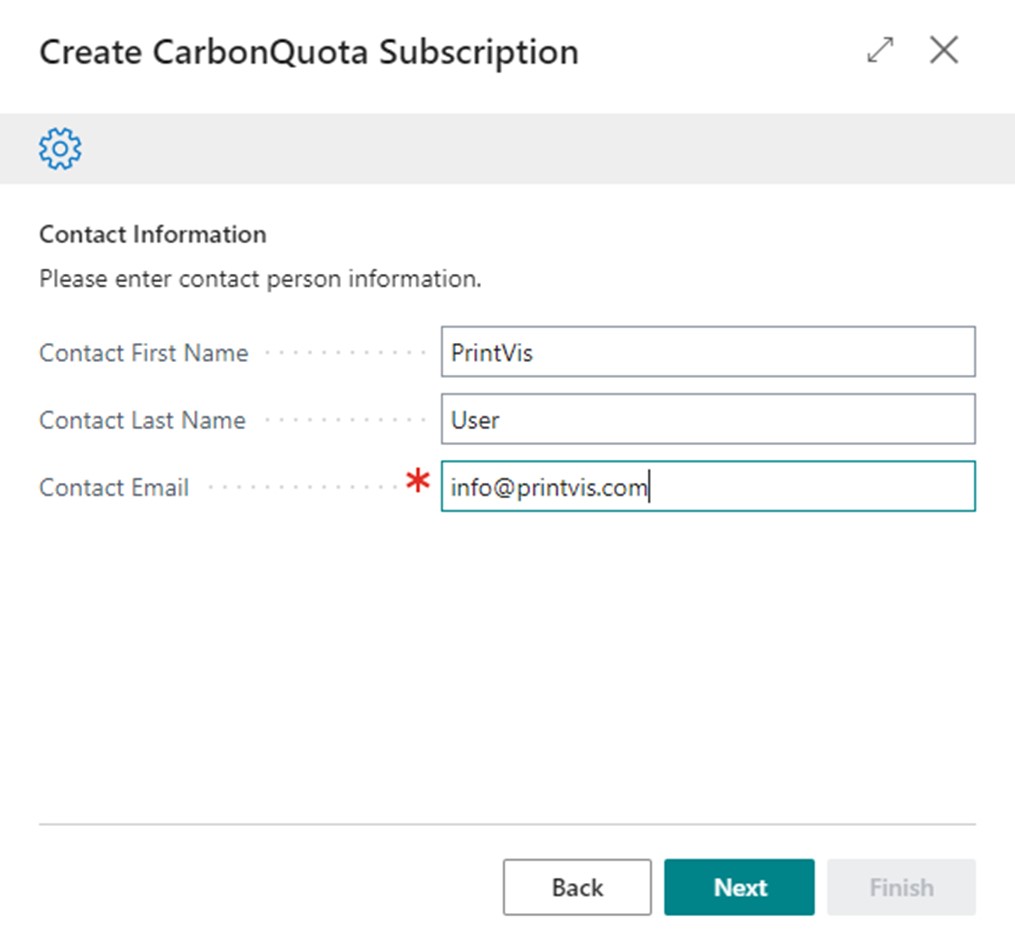 Create CarbonQuota Subscription
Contact Information
Please enter contact person information.
Contact First Name PrintVis
Contact Last Name User
Contact Email * info@printvis.com
Back Next Finish